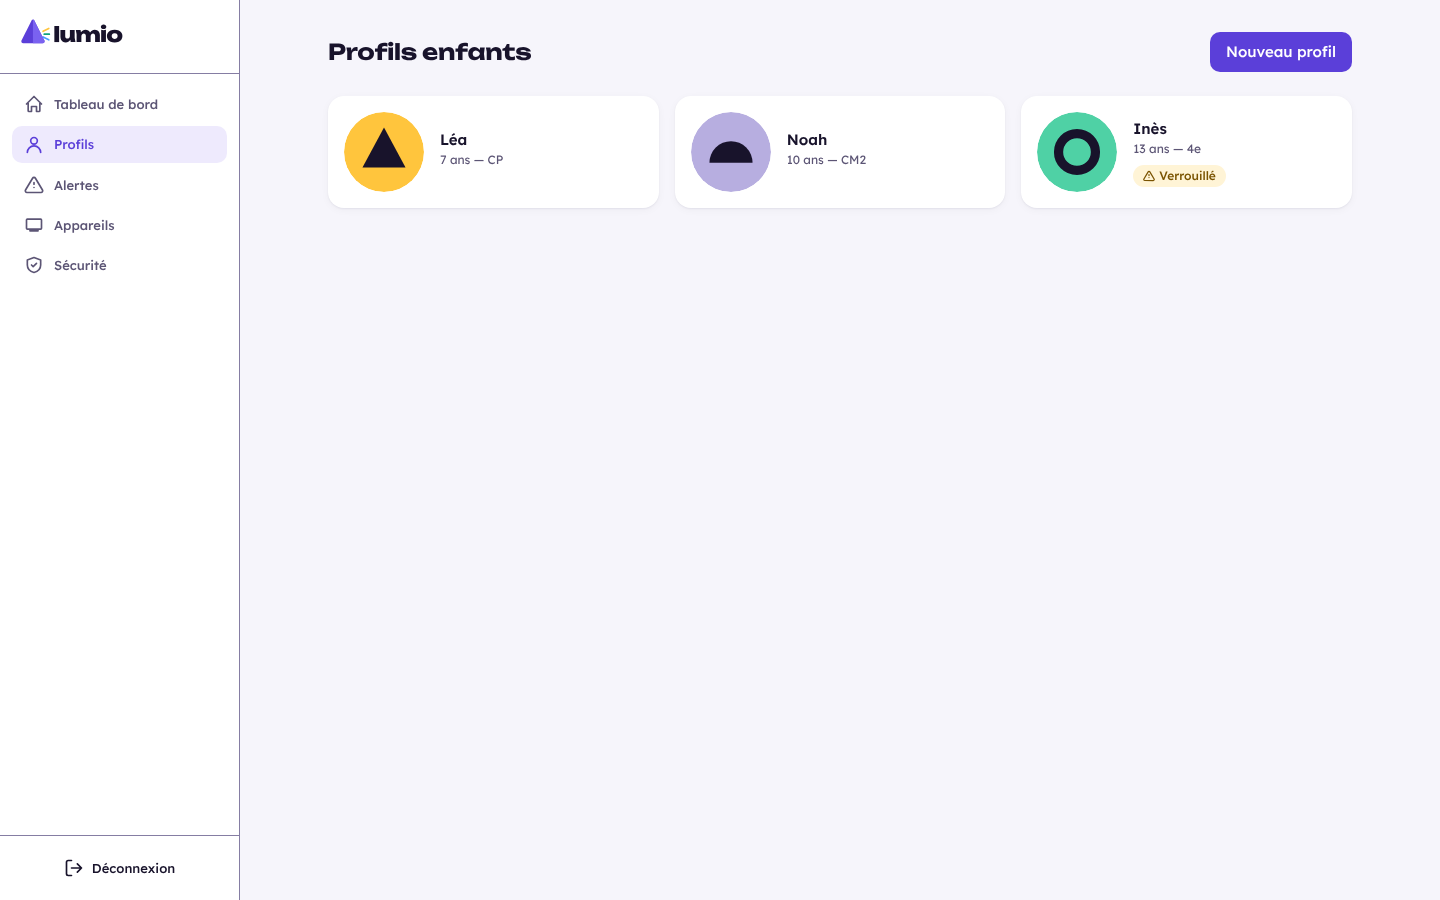 lumio
Tableau de bord
Profils
Alertes
Appareils
Sécurité
Déconnexion
Profils enfants
Nouveau profil
Léa
7 ans — CP
Noah
10 ans — CM2
Inès
13 ans — 4e
Verrouillé